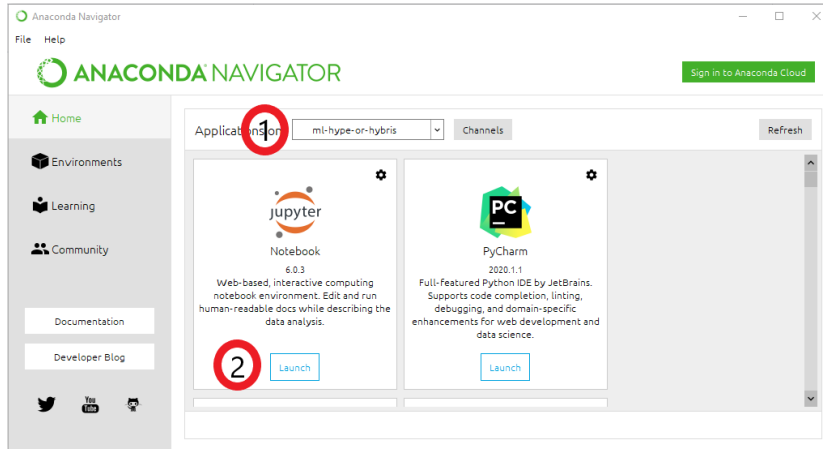 Anaconda Navigator
File Help
ANACONDA NAVIGATOR
Sign in to Anaconda Cloud
Home
Environments
Learning
Community
Documentation
Developer Blog
You
Tube
Applications on 1 ml-hype-or-hybris Channels Refresh
jupyter
Notebook
6.0.3
Web-based, interactive computing
notebook environment. Edit and run
human-readable docs while describing the
data analysis.
2 Launch
PC
PyCharm
2020.1.1
Full-featured Python IDE by JetBrains.
Supports code completion, linting,
debugging, and domain-specific
enhancements for web development and
data science.
Launch